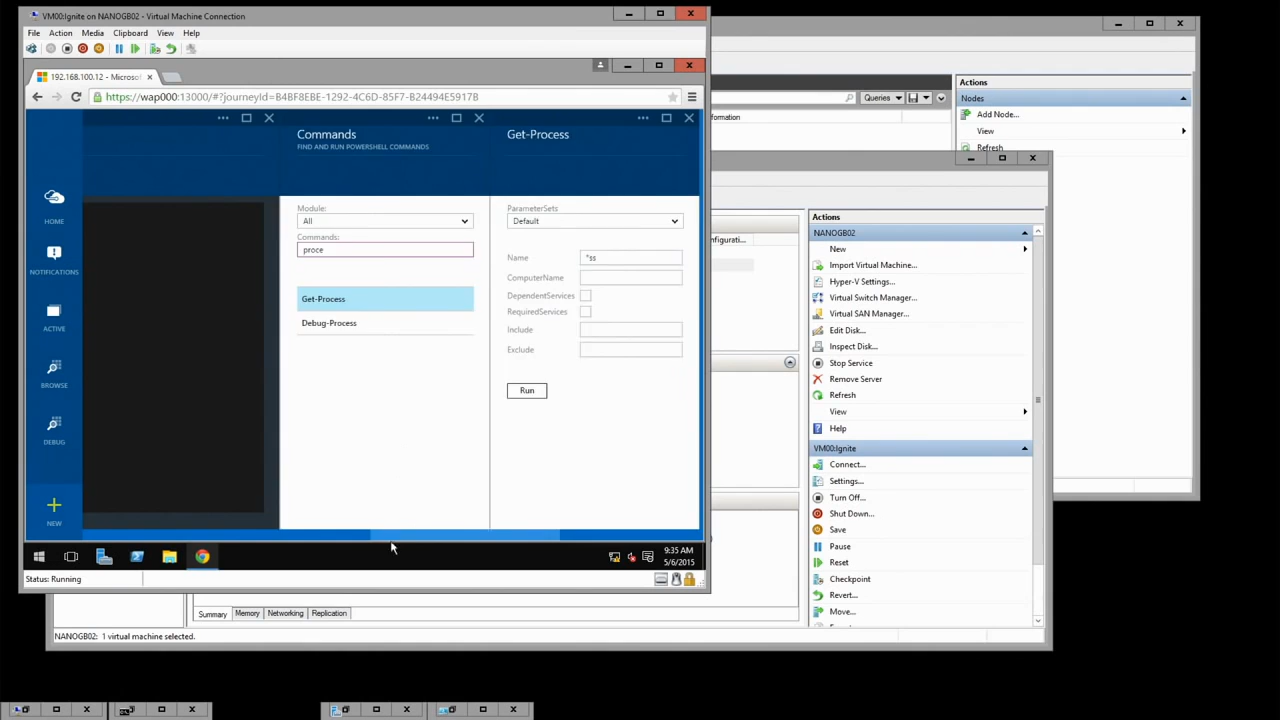 VM00:Ignite on NANOGB02 - Virtual Machine Connection
File Action Media Clipboard View Help
192.168.100.12 - Microso
https://wap000:13000/#?journeyId=B4BF8EBE-1292-4C6D-85F7-B24494E5917B
Commands
FIND AND RUN POWERSHELL COMMANDS
Get-Process
HOME
NOTIFICATIONS
ACTIVE
BROWSE
DEBUG
NEW
Module:
All
Commands:
proce
Get-Process
Debug-Process
ParameterSets
Default
Name *ss
ComputerName
DependentServices
RequiredServices
Include
Exclude
Run
9:35 AM
5/6/2015
Status: Running
Queries
formation
Actions
Nodes
Add Node...
View
Refresh
nfigurati...
Actions
NANOGB02
New
Import Virtual Machine...
Hyper-V Settings...
Virtual Switch Manager...
Virtual SAN Manager...
Edit Disk...
Inspect Disk...
Stop Service
Remove Server
Refresh
View
Help
VM00:Ignite
Connect...
Settings...
Turn Off...
Shut Down...
Save
Pause
Reset
Checkpoint
Revert...
Move...
Summary Memory Networking Replication
NANOGB02: 1 virtual machine selected.